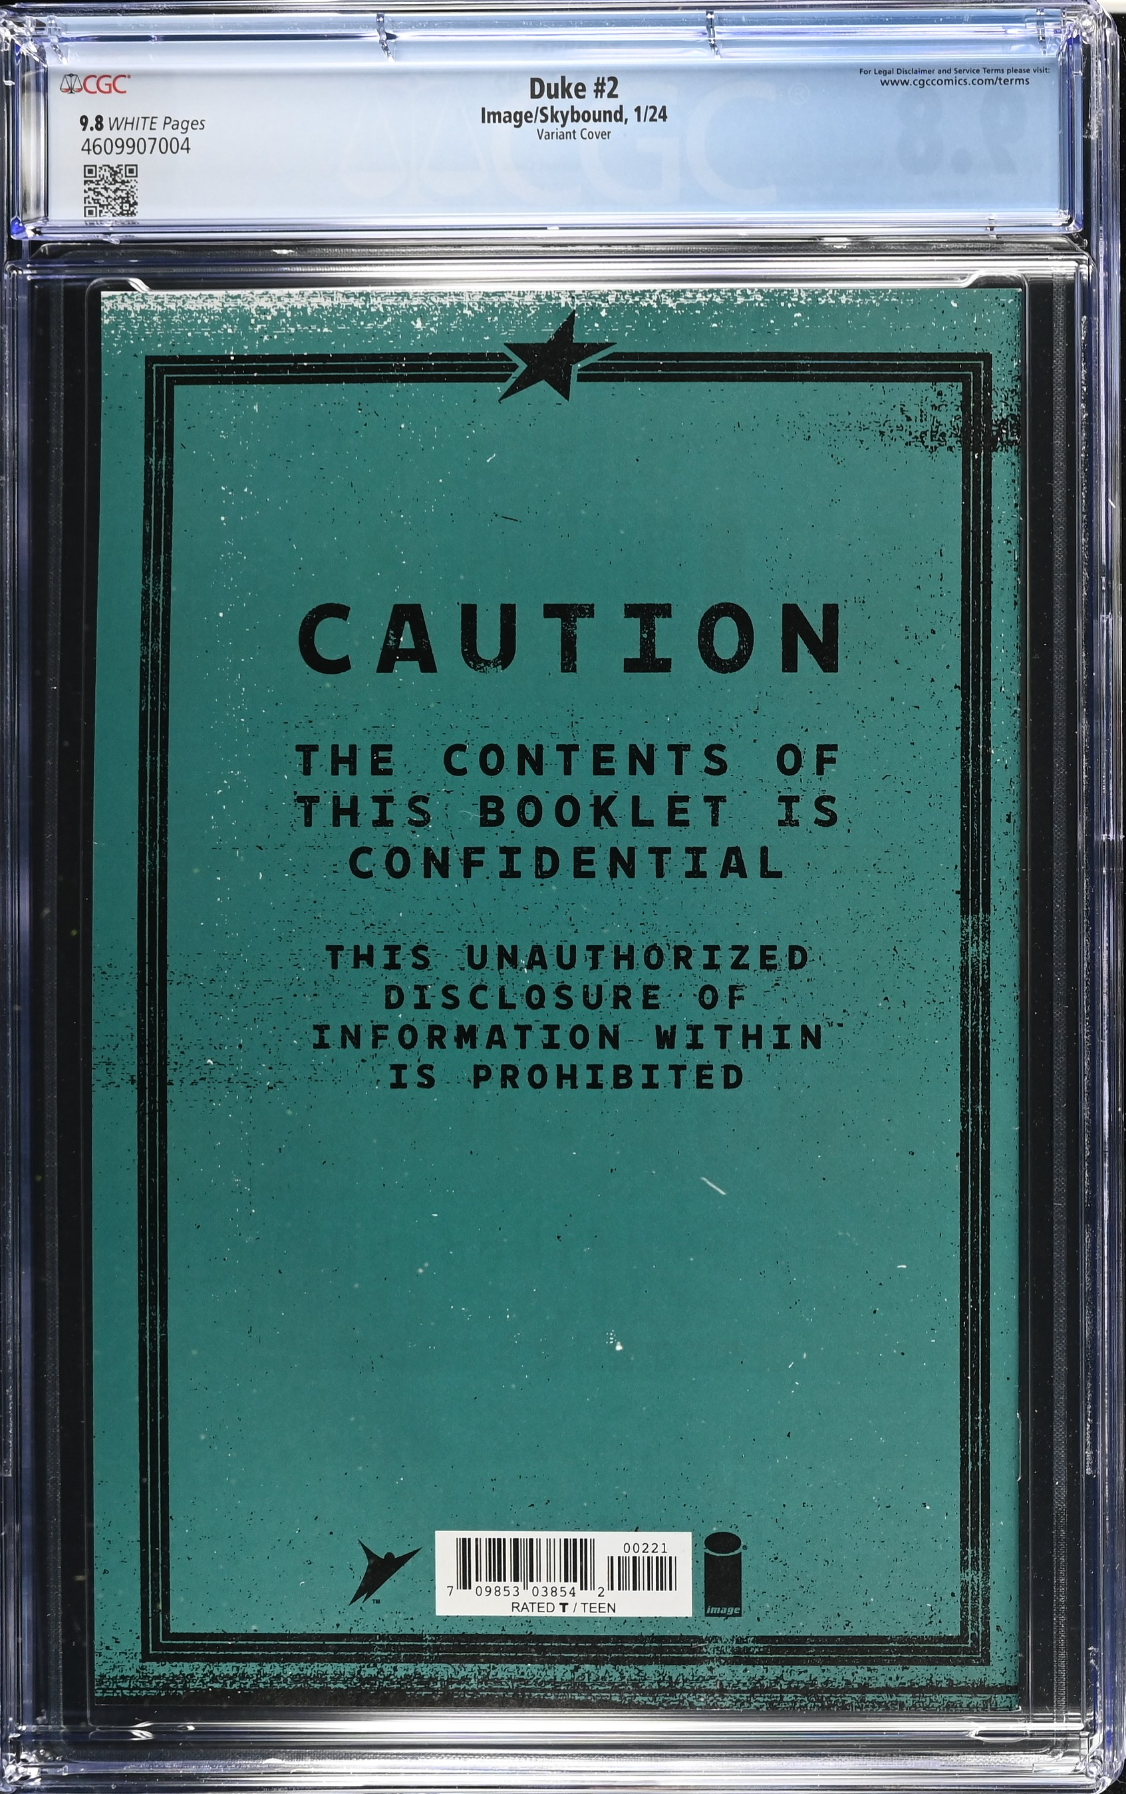 CGC
Duke #2
Image/Skybound, 1/24
Variant Cover
For Legal Disclaimer and Service Terms please visit:
www.cgccomics.com/terms
9.8 WHITE Pages
4609907004
CAUTION
THE CONTENTS OF
THIS BOOKLET IS
CONFIDENTIAL
THIS UNAUTHORIZED
DISCLOSURE OF
INFORMATION WITHIN
IS PROHIBITED
TM
00221
7 09853 03854 2
RATED T / TEEN
image